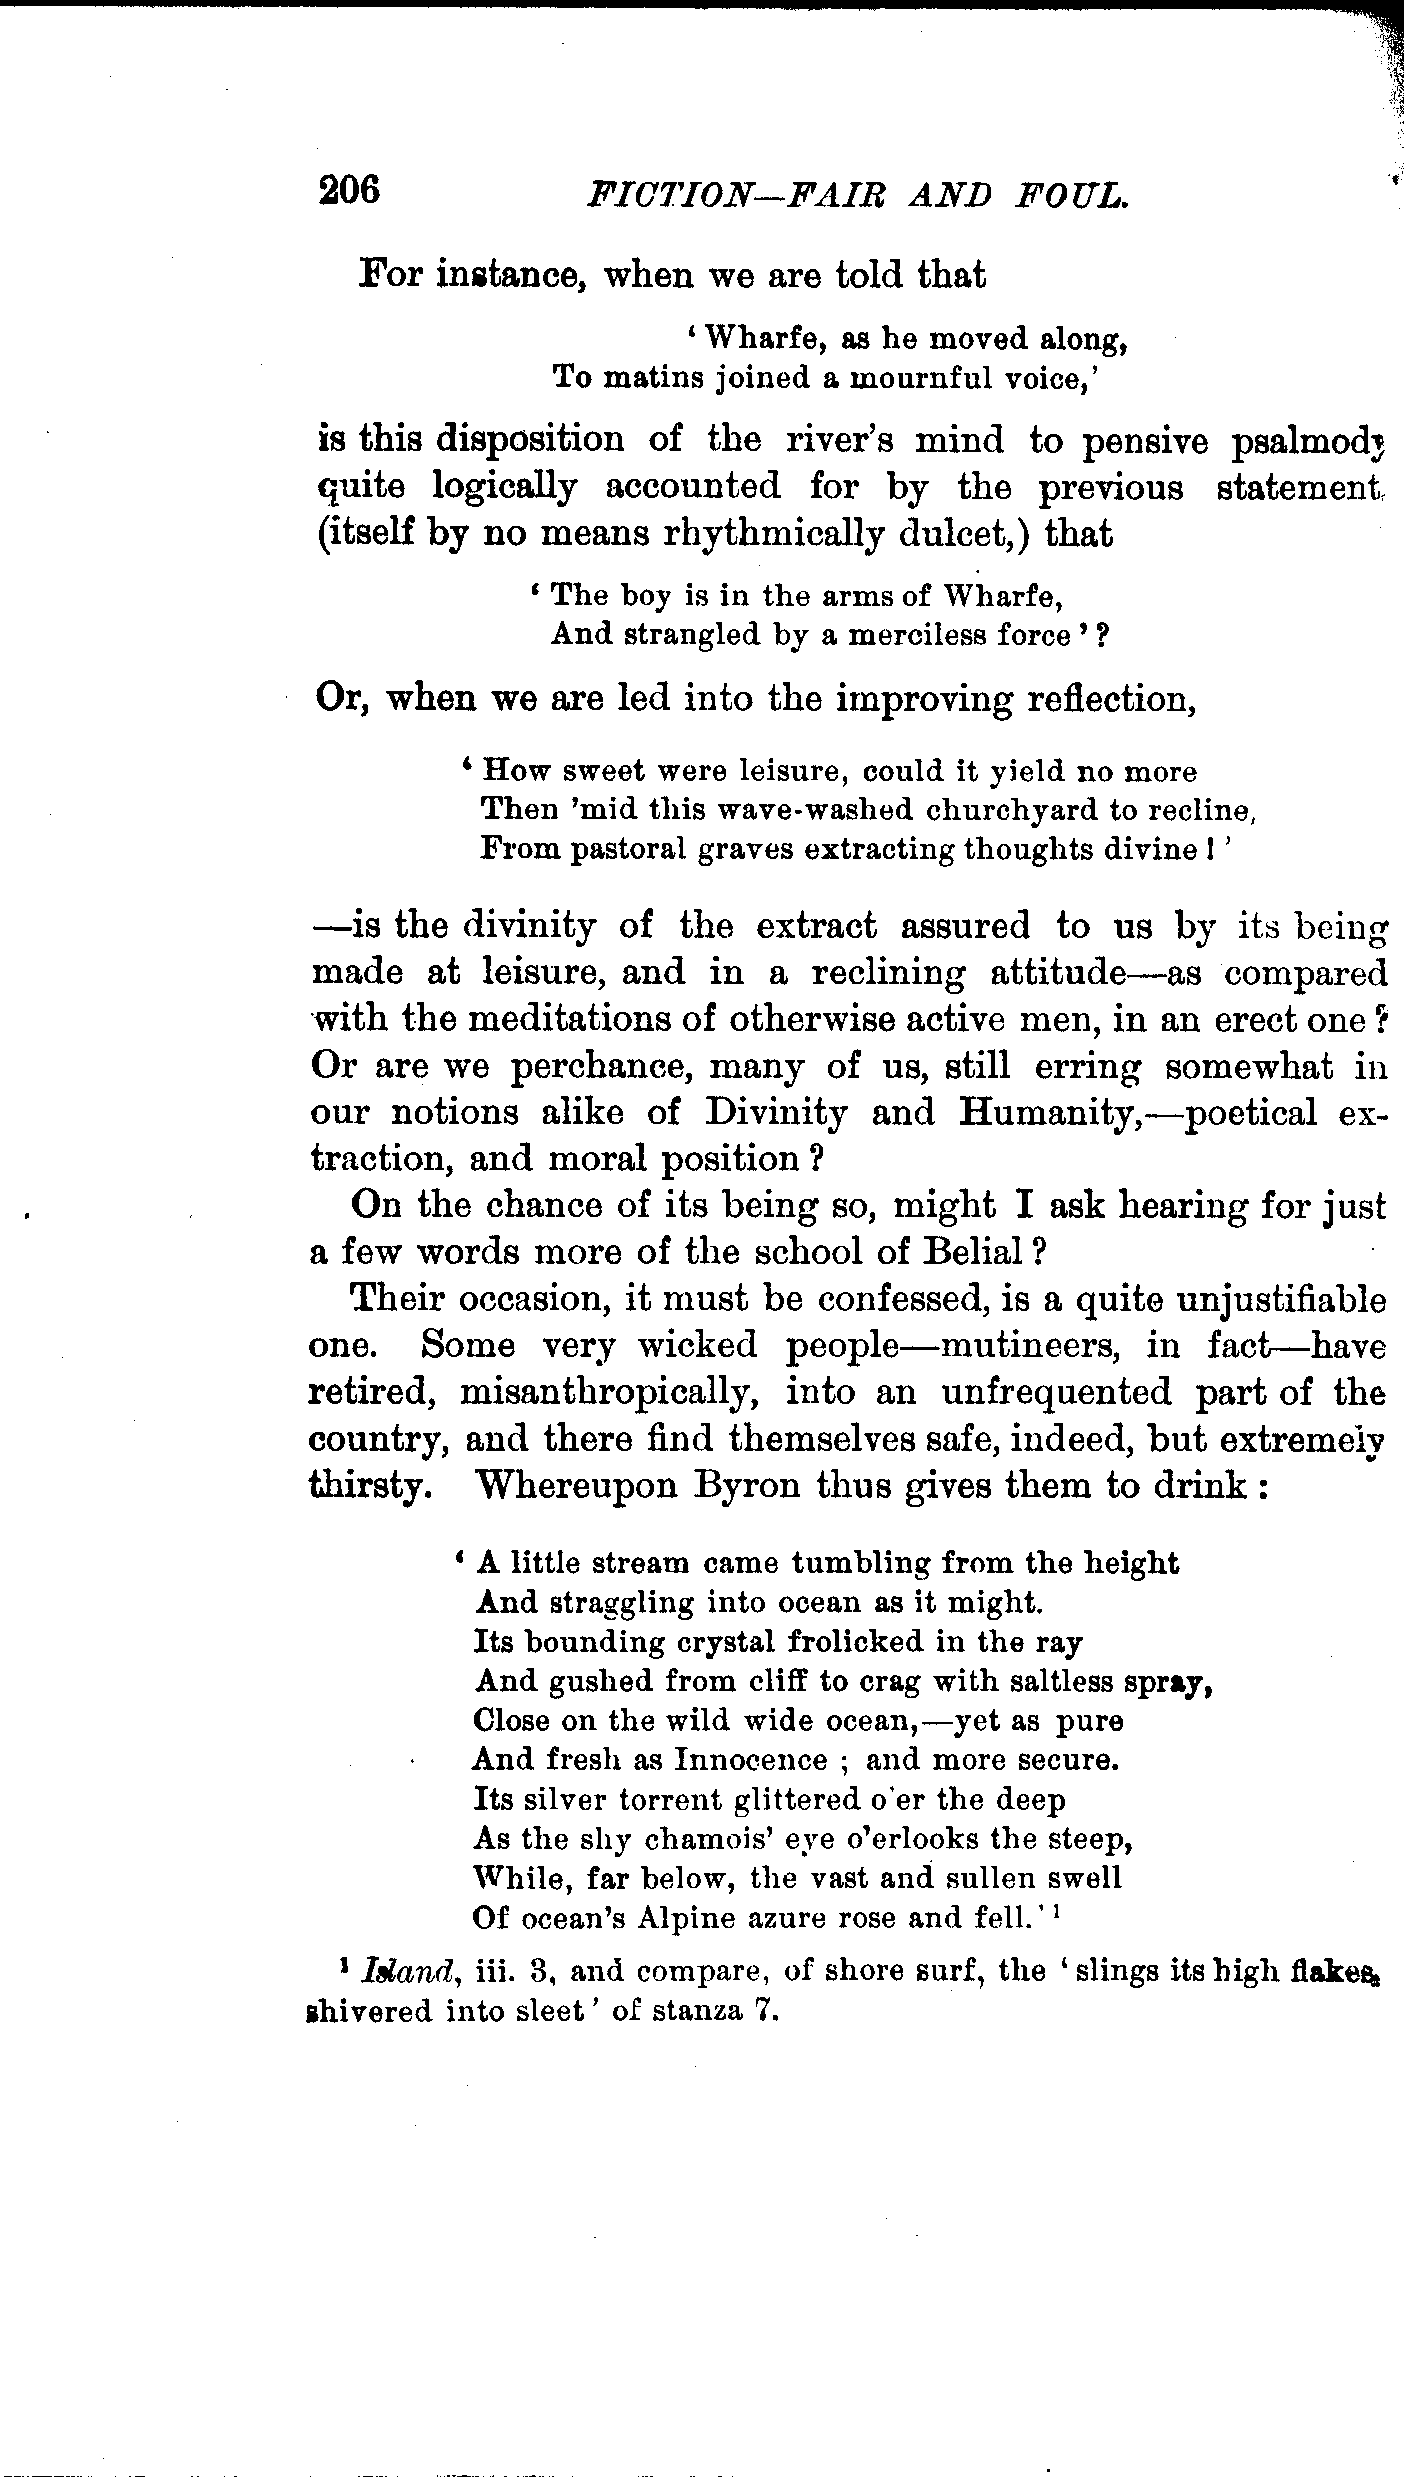 206 FICTION—FAIR AND FOUL.
For instance, when we are told that
‘Wharfe, as he moved along,
To matins joined a mournful voice,’
is this disposition of the river’s mind to pensive psalmody
quite logically accounted for by the previous statement,
(itself by no means rhythmically dulcet,) that
‘The boy is in the arms of Wharfe,
And strangled by a merciless force’?
Or, when we are led into the improving reflection,
‘How sweet were leisure, could it yield no more
Then ’mid this wave-washed churchyard to recline,
From pastoral graves extracting thoughts divine!’
—is the divinity of the extract assured to us by its being
made at leisure, and in a reclining attitude—as compared
with the meditations of otherwise active men, in an erect one?
Or are we perchance, many of us, still erring somewhat in
our notions alike of Divinity and Humanity,—poetical ex-
traction, and moral position?
On the chance of its being so, might I ask hearing for just
a few words more of the school of Belial?
Their occasion, it must be confessed, is a quite unjustifiable
one. Some very wicked people—mutineers, in fact—have
retired, misanthropically, into an unfrequented part of the
country, and there find themselves safe, indeed, but extremely
thirsty. Whereupon Byron thus gives them to drink:
‘A little stream came tumbling from the height
And straggling into ocean as it might.
Its bounding crystal frolicked in the ray
And gushed from cliff to crag with saltless spray,
Close on the wild wide ocean,—yet as pure
And fresh as Innocence; and more secure.
Its silver torrent glittered o’er the deep
As the shy chamois’ eye o’erlooks the steep,
While, far below, the vast and sullen swell
Of ocean’s Alpine azure rose and fell.’¹
¹ Island, iii. 3, and compare, of shore surf, the ‘slings its high flakes,
shivered into sleet’ of stanza 7.